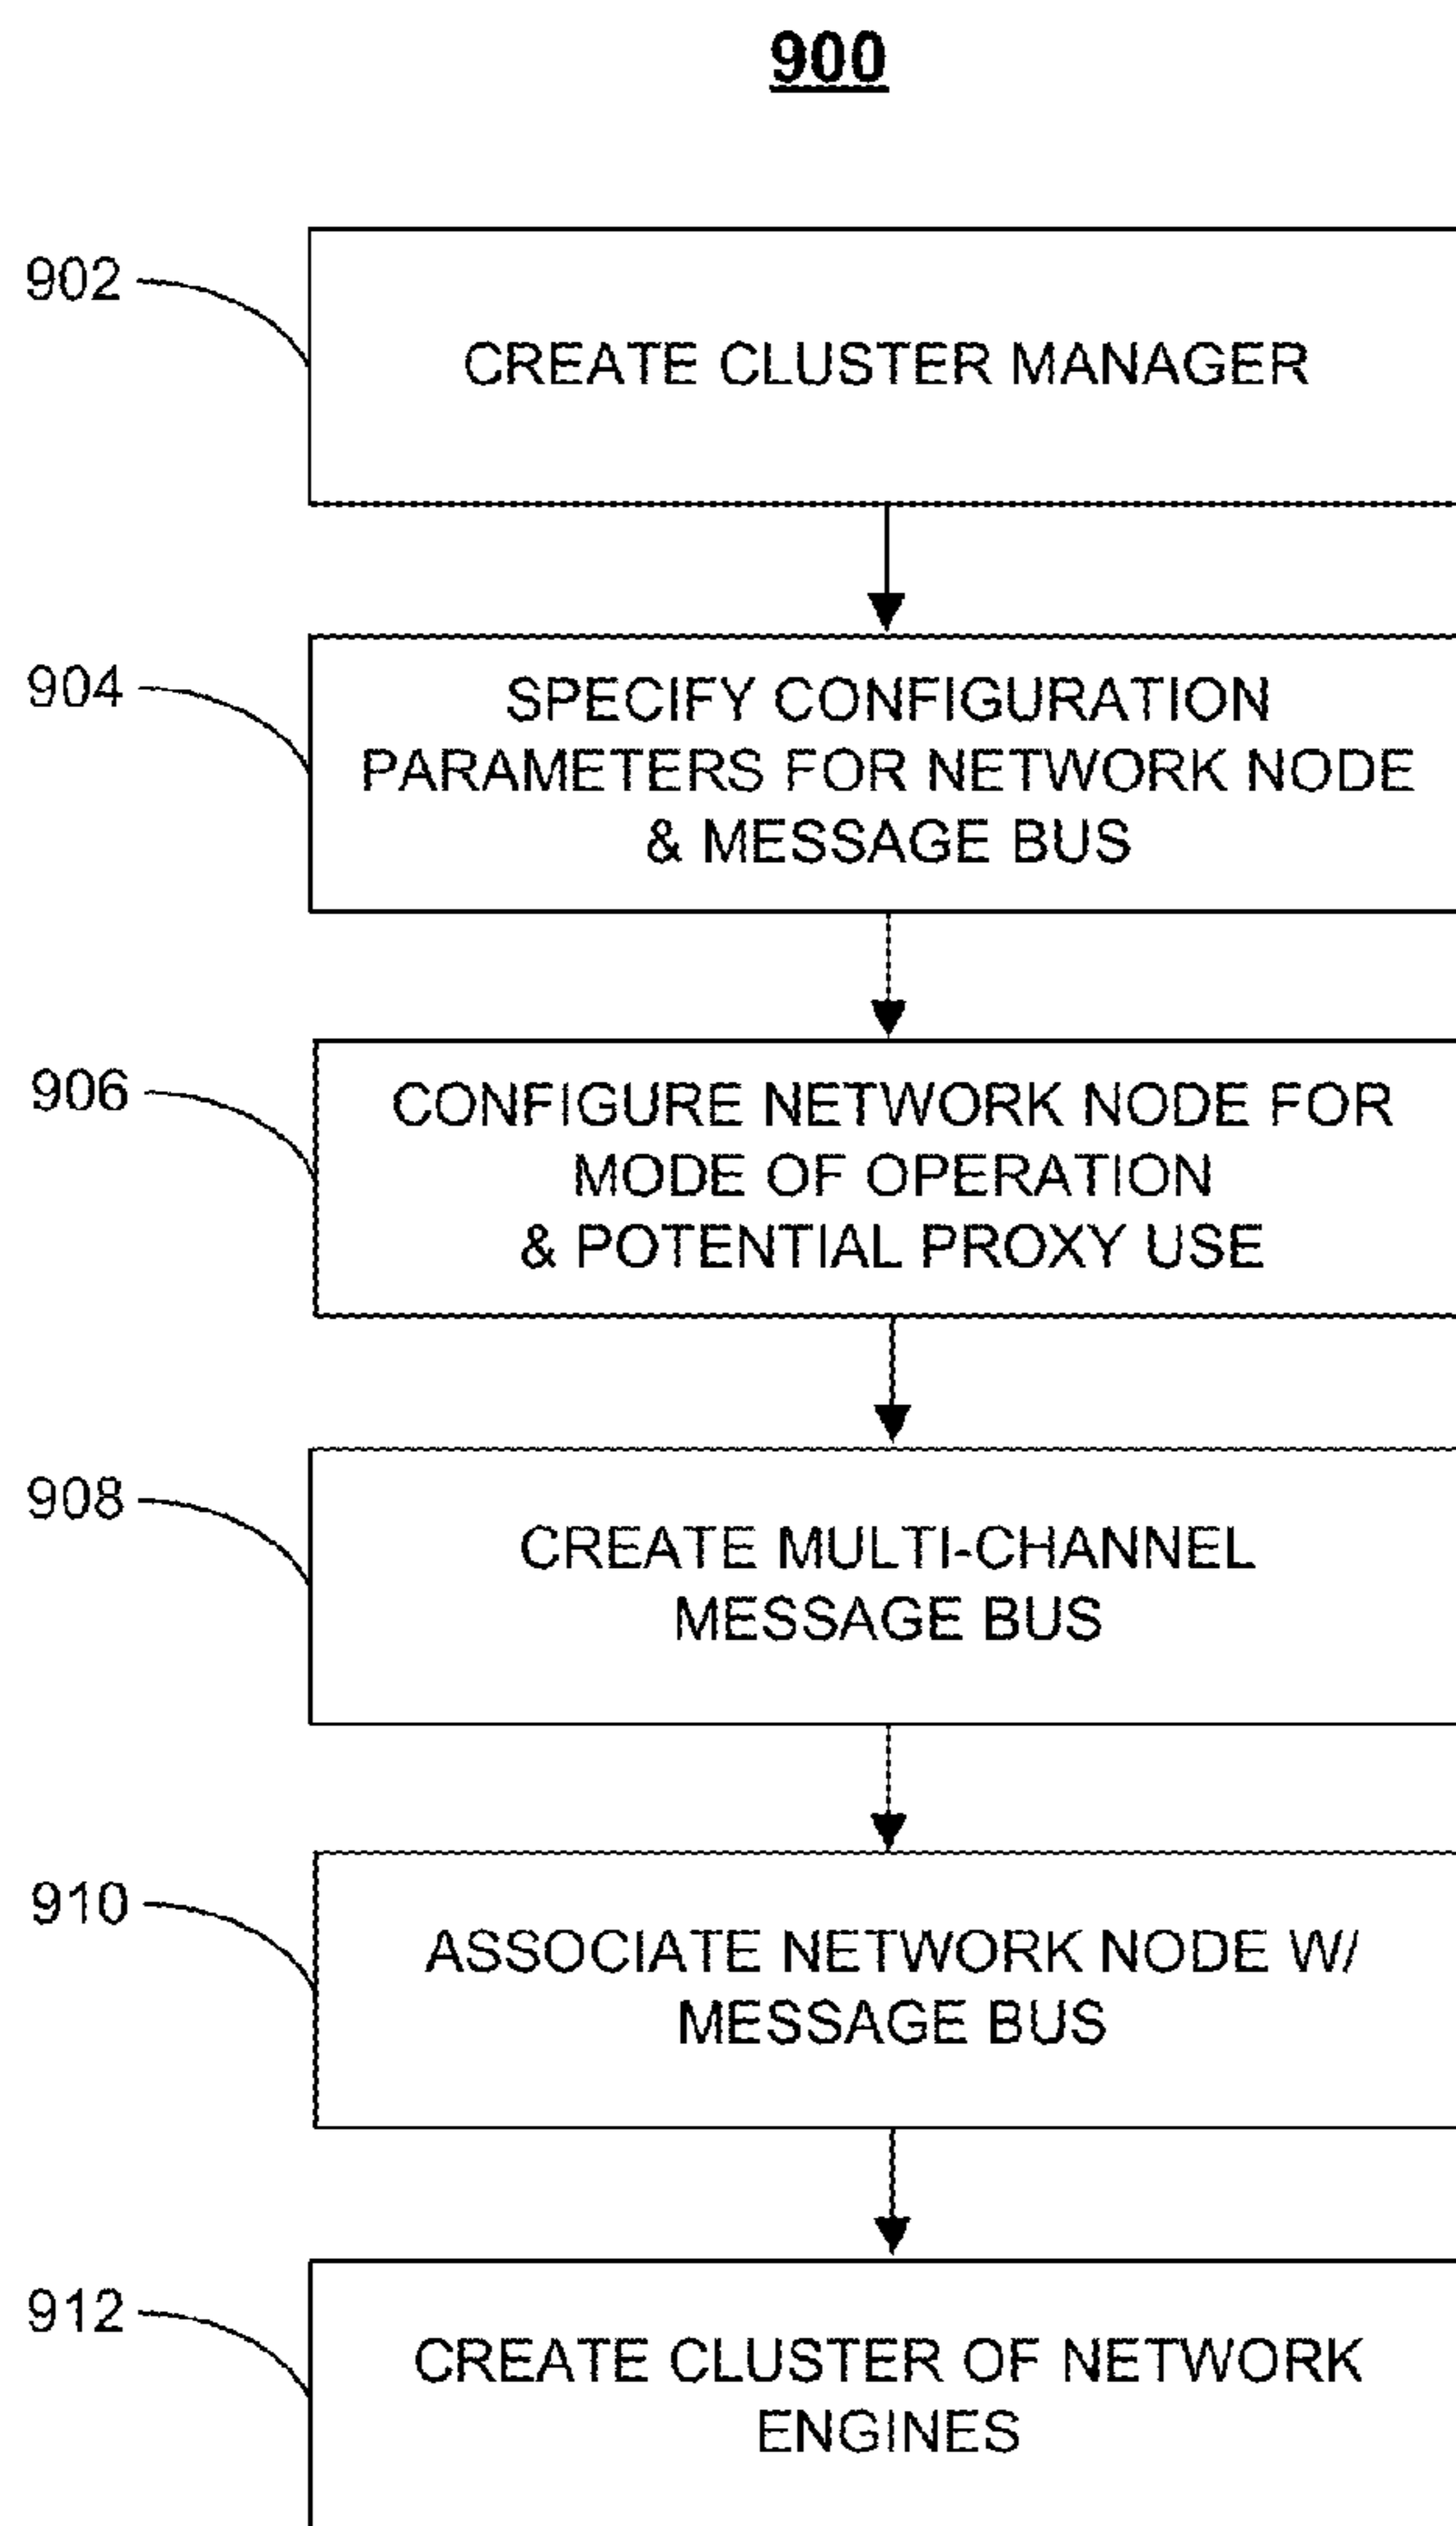 900
902
CREATE CLUSTER MANAGER
904
SPECIFY CONFIGURATION
PARAMETERS FOR NETWORK NODE
& MESSAGE BUS
906
CONFIGURE NETWORK NODE FOR
MODE OF OPERATION
& POTENTIAL PROXY USE
908
CREATE MULTI-CHANNEL
MESSAGE BUS
910
ASSOCIATE NETWORK NODE W/
MESSAGE BUS
912
CREATE CLUSTER OF NETWORK
ENGINES